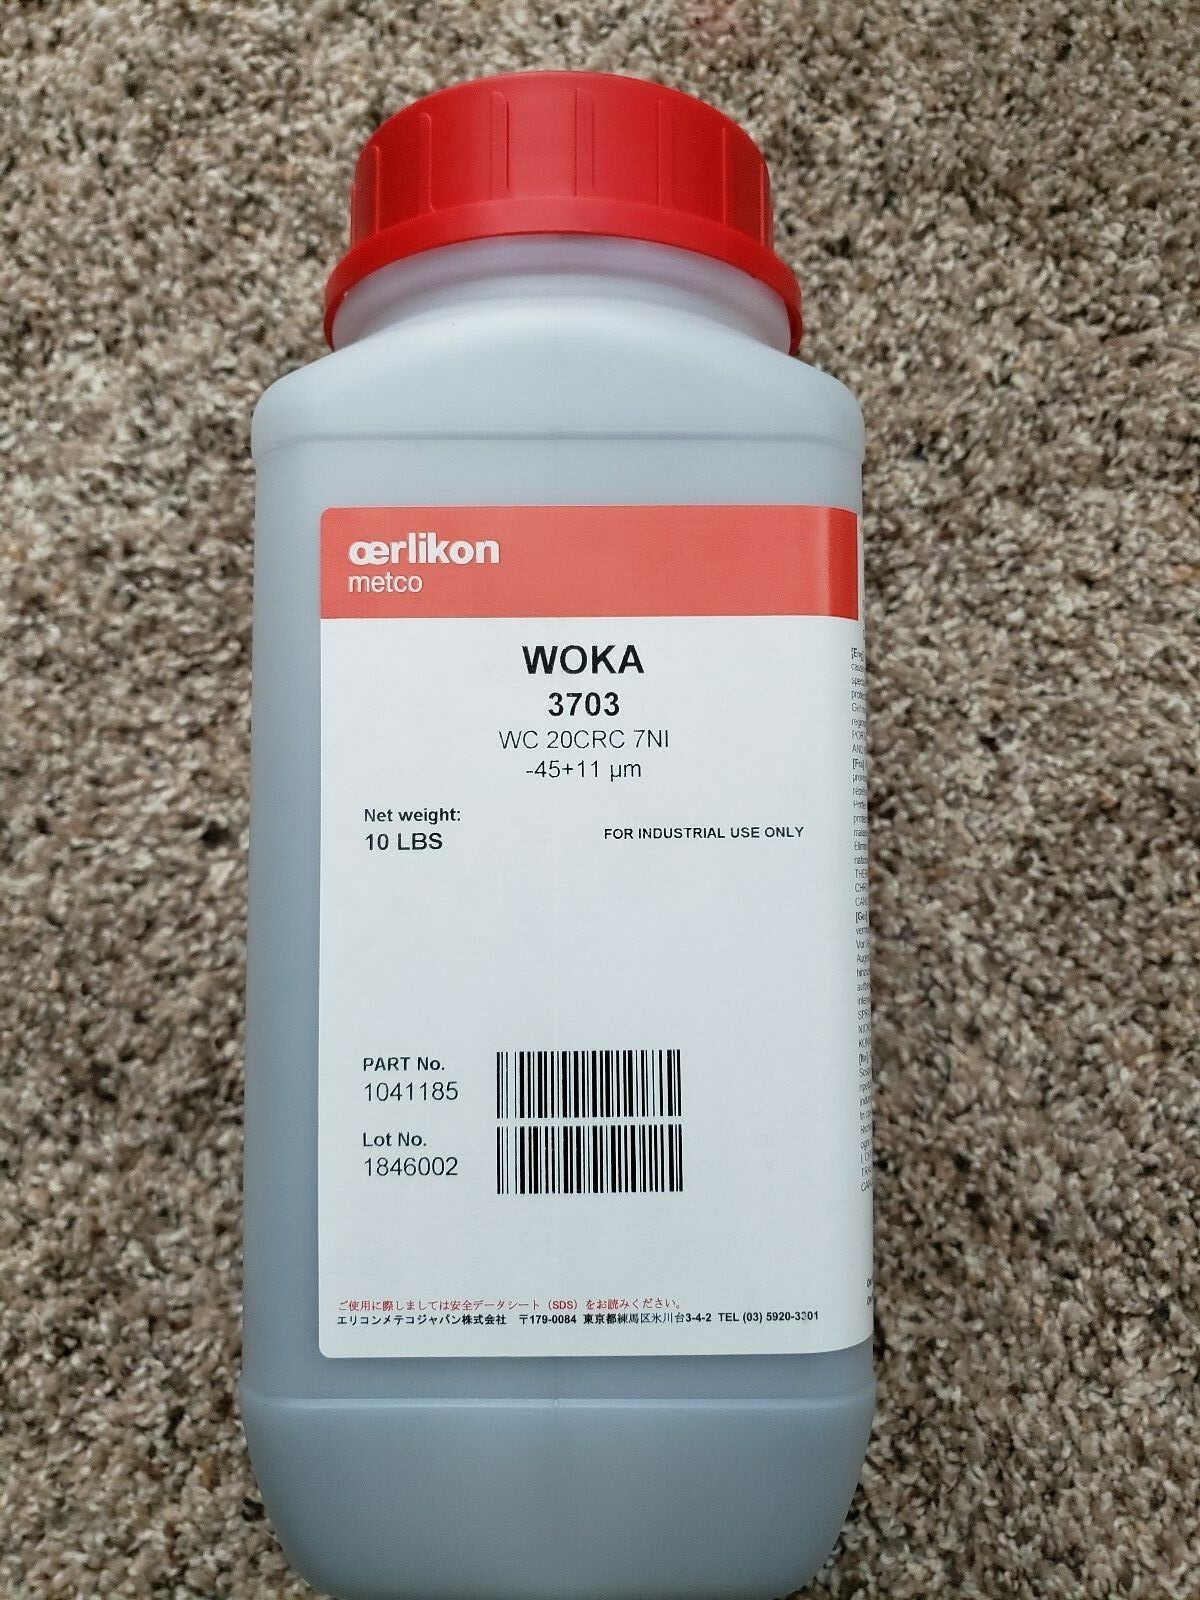 œrlikon
metco
WOKA
3703
WC 20CRC 7NI
-45+11 µm
Net weight:
10 LBS
FOR INDUSTRIAL USE ONLY
PART No.
1041185
Lot No.
1846002
ご使用に際しましては安全データシート（SDS）をお読みください。
エリコンメテコジャパン株式会社 〒179-0084 東京都練馬区氷川台3-4-2 TEL (03) 5920-3301